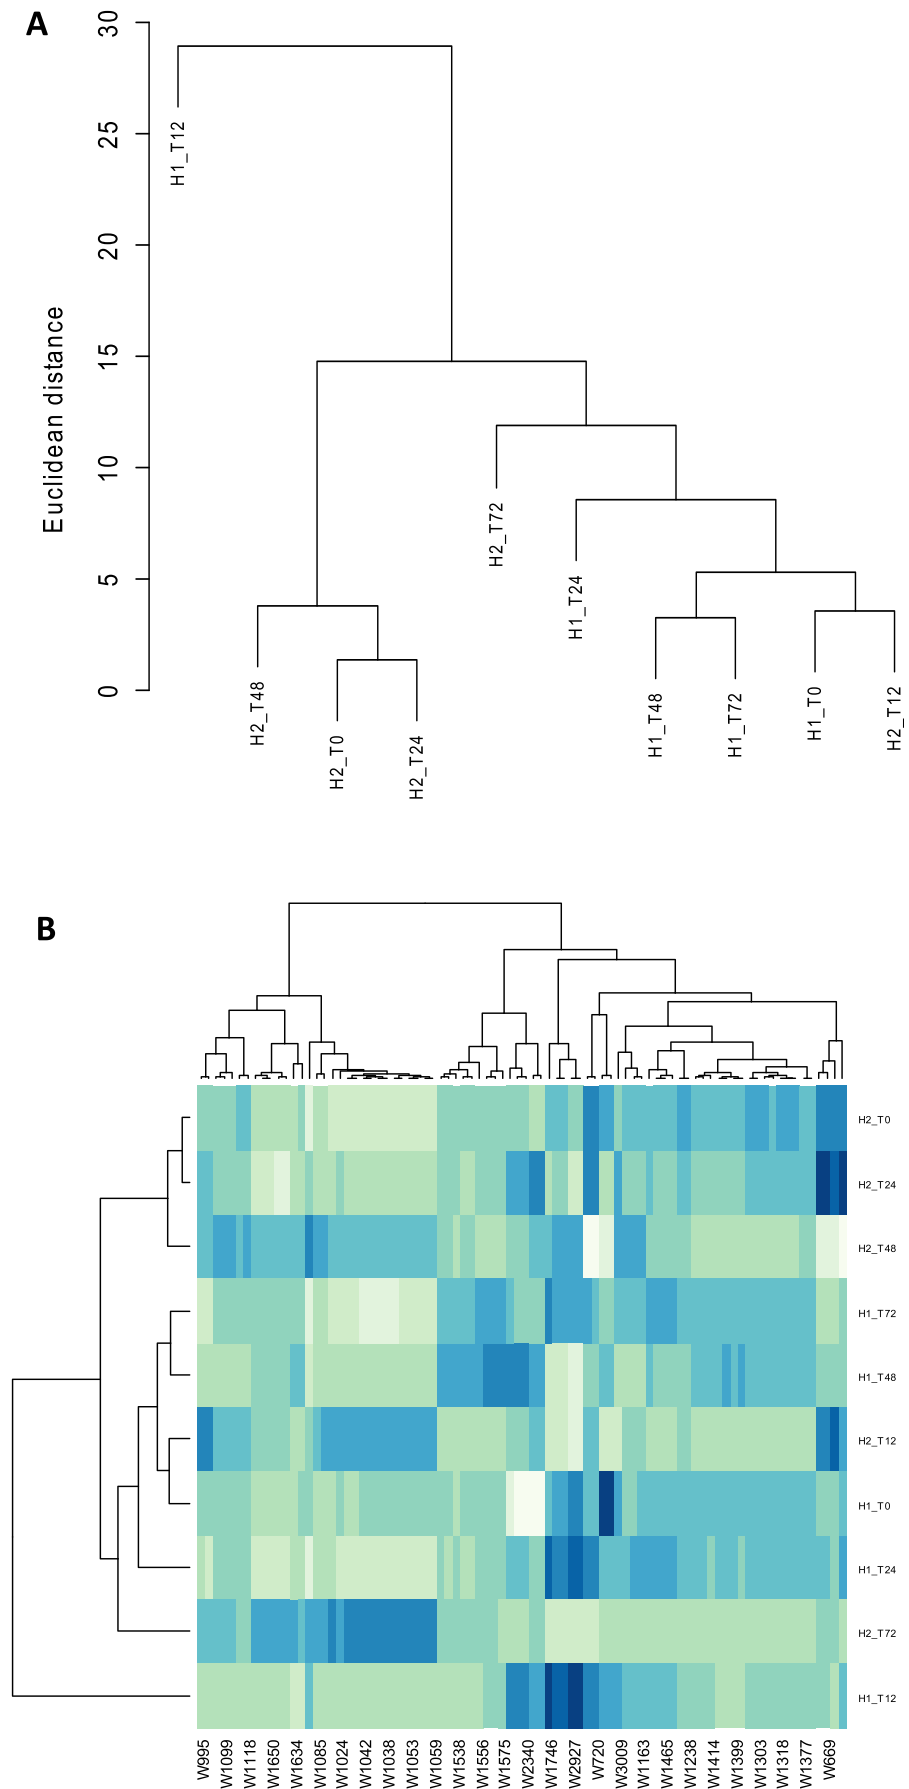 A
30
25
20
15
10
5
0
Euclidean distance
H1_T12
H2_T48
H2_T0
H2_T24
H2_T72
H1_T24
H1_T48
H1_T72
H1_T0
H2_T12
B
H2_T0
H2_T24
H2_T48
H1_T72
H1_T48
H2_T12
H1_T0
H1_T24
H2_T72
H1_T12
W995
W1099
W1118
W1650
W1634
W1085
W1024
W1042
W1038
W1053
W1059
W1538
W1556
W1575
W2340
W1746
W2927
W720
W3009
W1163
W1465
W1238
W1414
W1399
W1303
W1318
W1377
W669